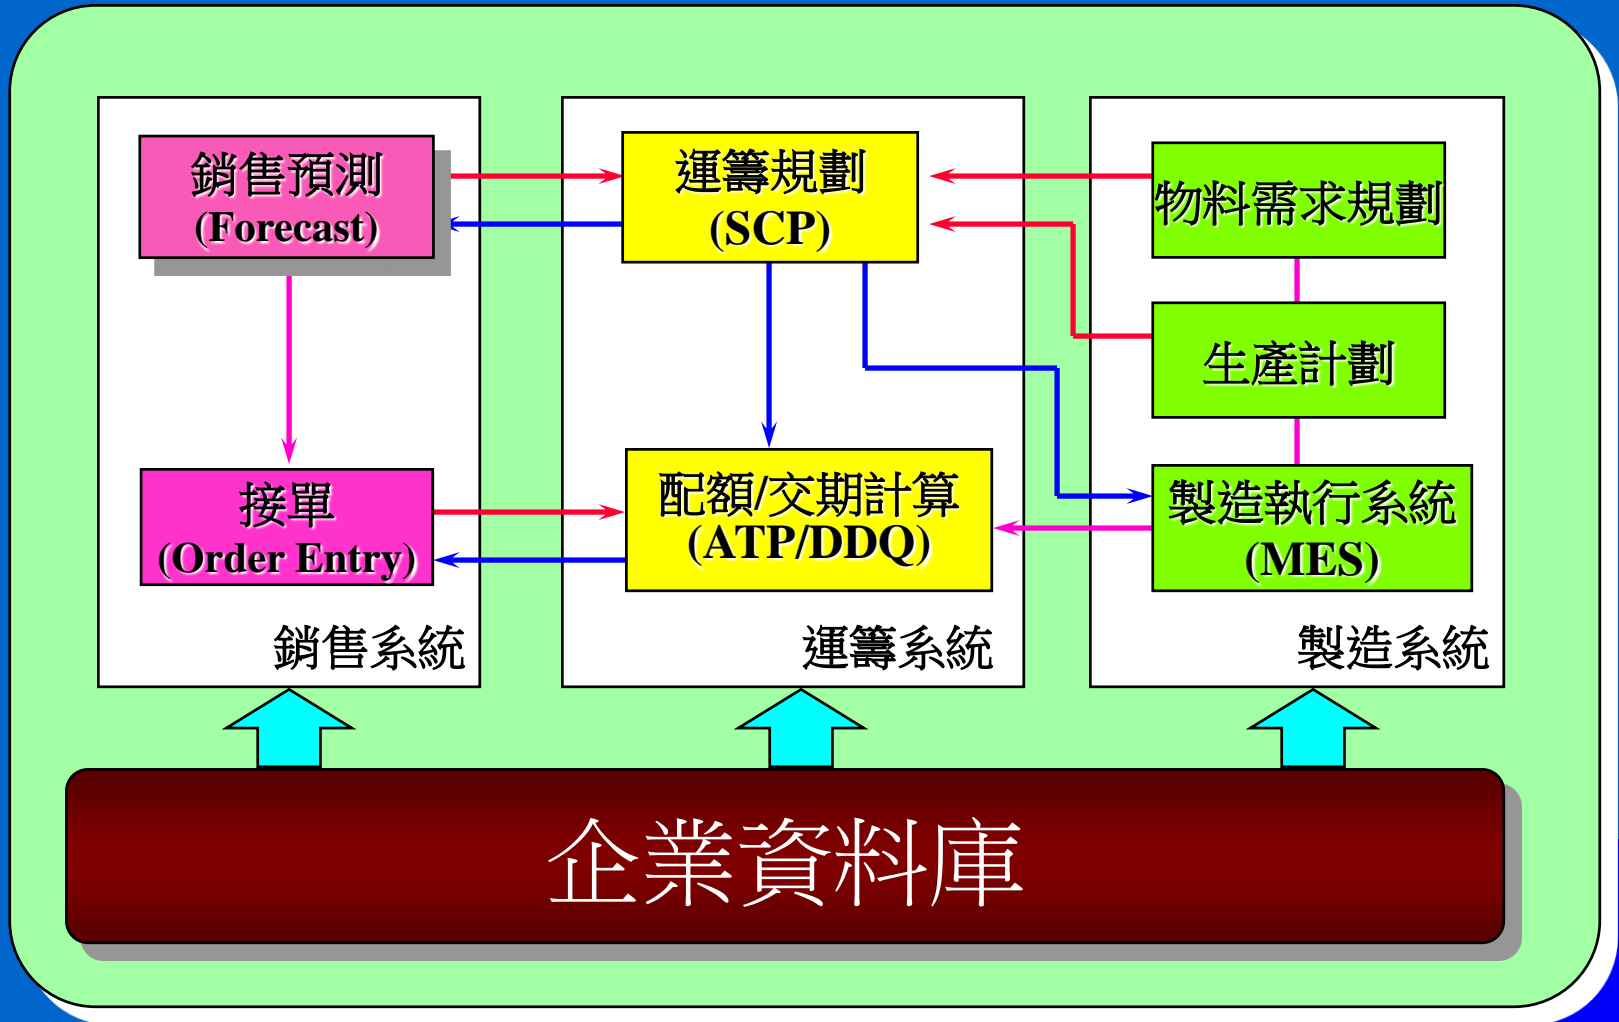 銷售預測
(Forecast)
接單
(Order Entry)
銷售系統
運籌規劃
(SCP)
配額/交期計算
(ATP/DDQ)
運籌系統
物料需求規劃
生產計劃
製造執行系統
(MES)
製造系統
企業資料庫